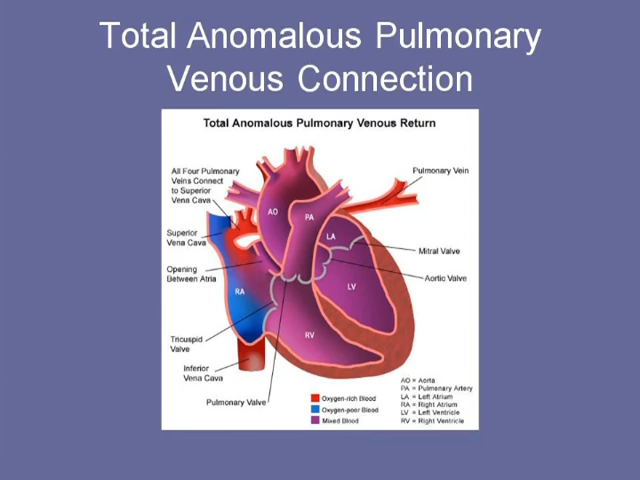 Total Anomalous Pulmonary
Venous Connection
Total Anomalous Pulmonary Venous Return
All Four Pulmonary
Veins Connect
to Superior
Vena Cava
Pulmonary Vein
AO
PA
Superior
Vena Cava
LA
Mitral Valve
Opening
Between Atria
Aortic Valve
RA
LV
RV
Tricuspid
Valve
Inferior
Vena Cava
Pulmonary Valve
Oxygen-rich Blood
Oxygen-poor Blood
Mixed Blood
AO = Aorta
PA = Pulmonary Artery
LA = Left Atrium
RA = Right Atrium
LV = Left Ventricle
RV = Right Ventricle